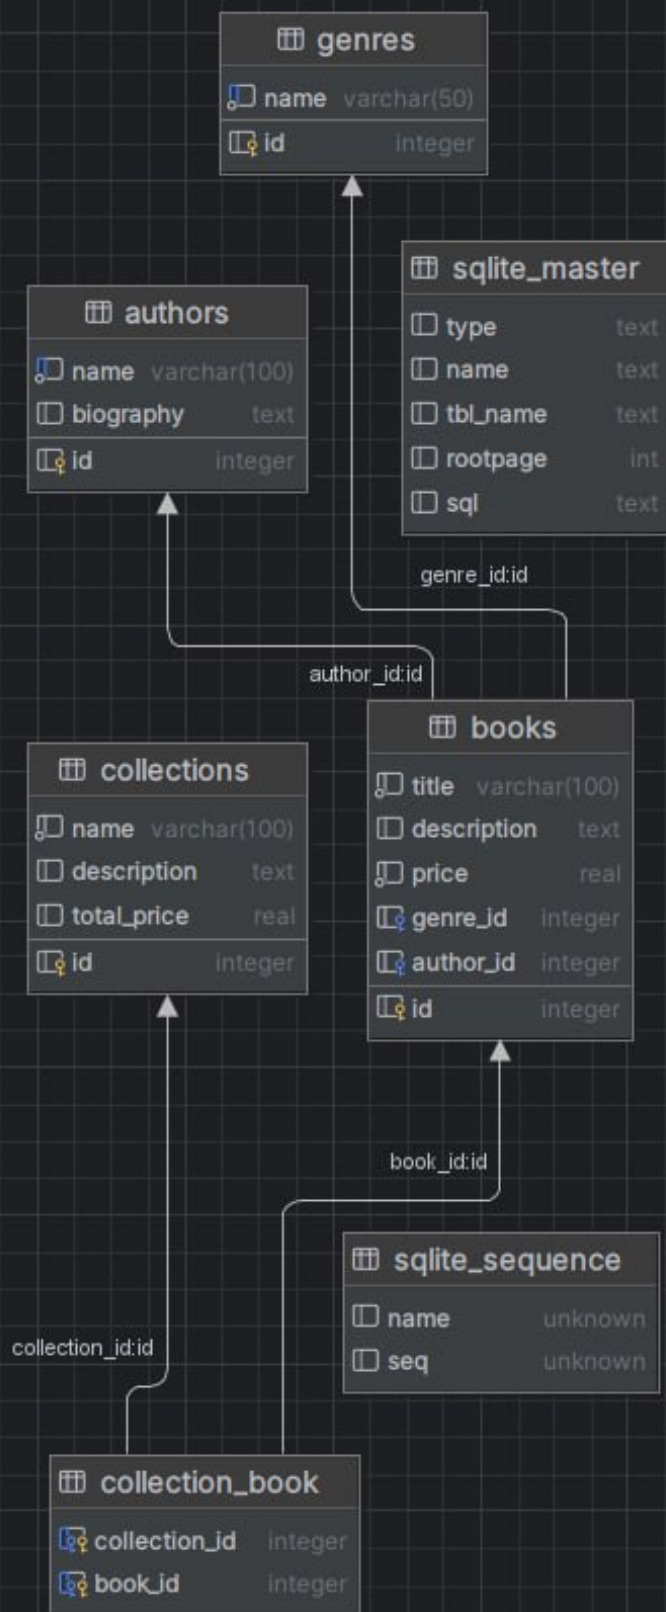 genres
name varchar(50)
id integer
sqlite_master
type text
name text
tbl_name text
rootpage int
sql text
authors
name varchar(100)
biography text
id integer
genre_id:id
author_id:id
books
title varchar(100)
description text
price real
genre_id integer
author_id integer
id integer
collections
name varchar(100)
description text
total_price real
id integer
book_id:id
sqlite_sequence
name unknown
seq unknown
collection_id:id
collection_book
collection_id integer
book_id integer